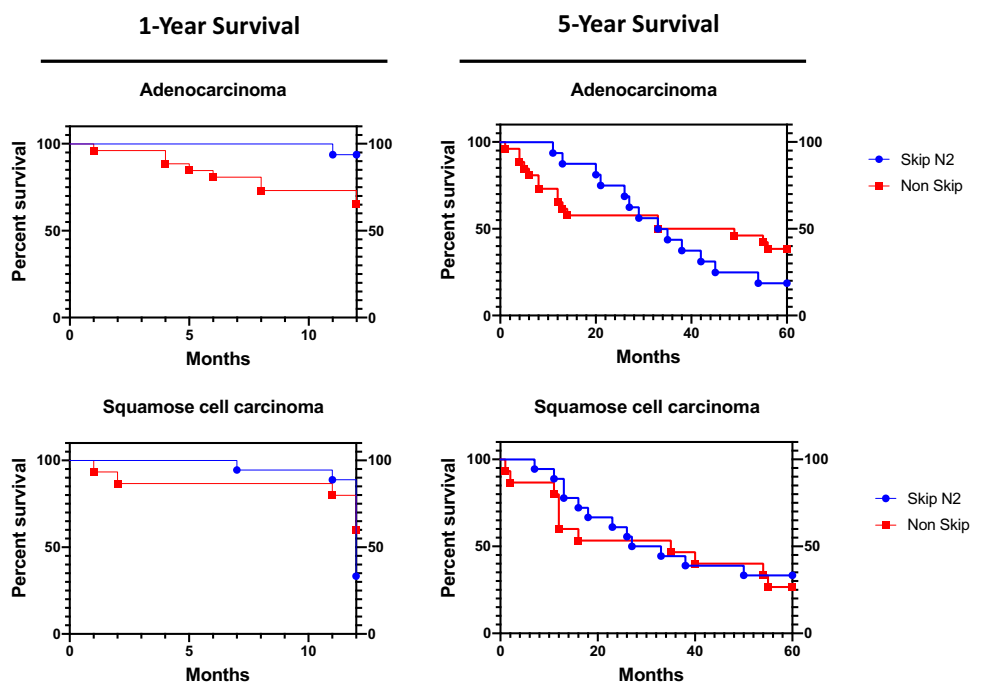 1-Year Survival
5-Year Survival
Adenocarcinoma
Adenocarcinoma
Percent survival
100
50
0
100
50
0
0
5
10
Months
Percent survival
100
50
0
100
50
0
0
20
40
60
Months
Skip N2
Non Skip
Squamose cell carcinoma
Squamose cell carcinoma
Percent survival
100
50
0
100
50
0
0
5
10
Months
Percent survival
100
50
0
100
50
0
0
20
40
60
Months
Skip N2
Non Skip